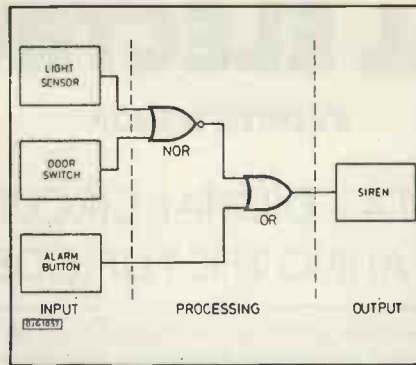 LIGHT
SENSOR
NOR
DOOR
SWITCH
OR
SIREN
ALARM
BUTTON
INPUT
PROCESSING
OUTPUT